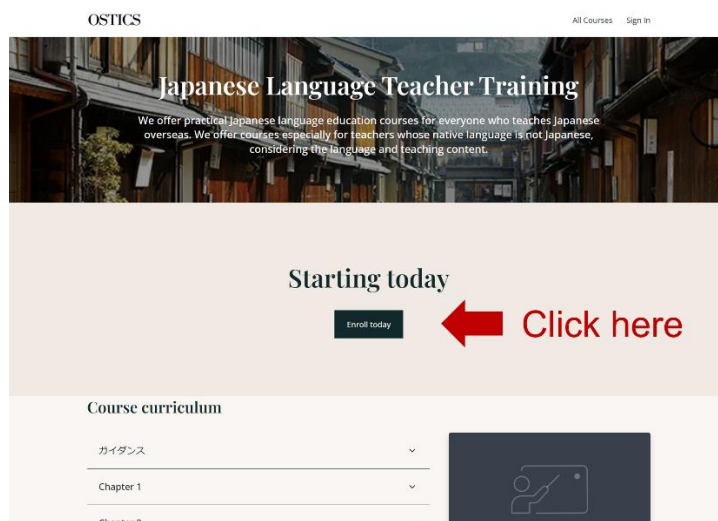 OSTICS
All Courses Sign In
Japanese Language Teacher Training
We offer practical Japanese language education courses for everyone who teaches Japanese
overseas. We offer courses especially for teachers whose native language is not Japanese,
considering the language and teaching content.
Starting today
Enroll today
Click here
Course curriculum
ガイダンス
Chapter 1